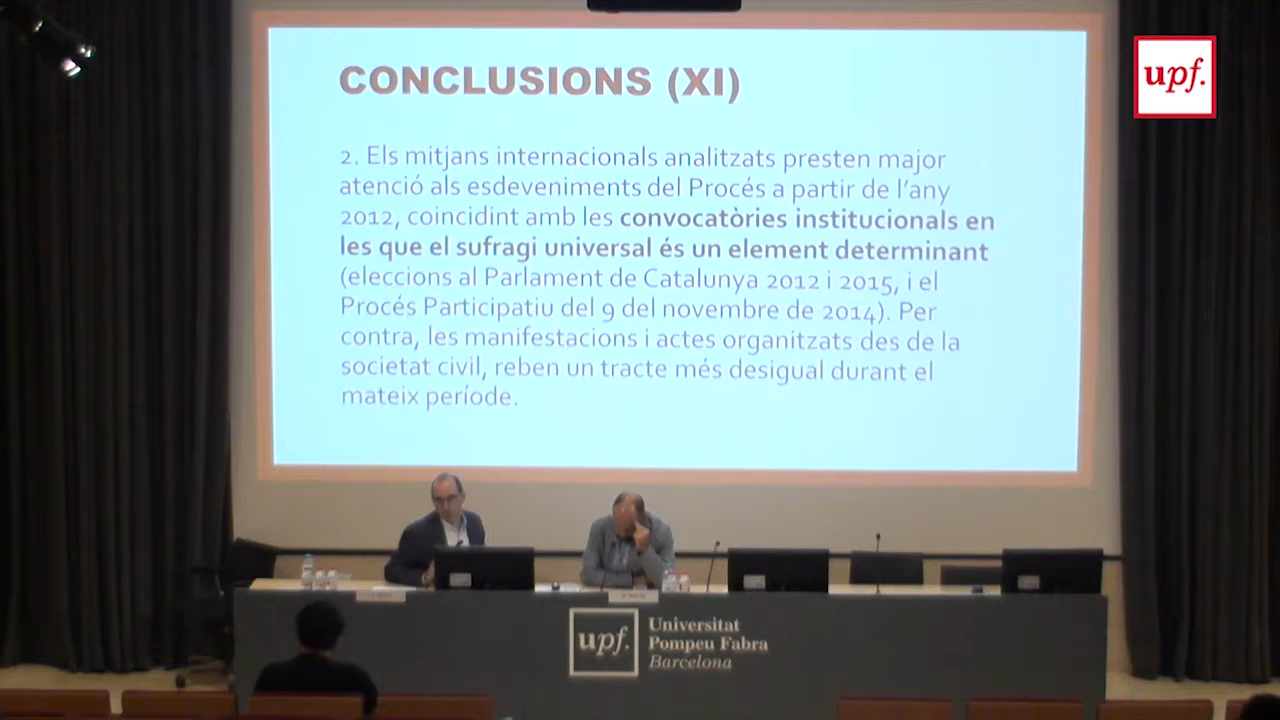 CONCLUSIONS (XI)
upf.
2. Els mitjans internacionals analitzats presten major
atenció als esdeveniments del Procés a partir de l'any
2012, coincidint amb les convocatòries institucionals en
les que el sufragi universal és un element determinant
(eleccions al Parlament de Catalunya 2012 i 2015, i el
Procés Participatiu del 9 del novembre de 2014). Per
contra, les manifestacions i actes organitzats des de la
societat civil, reben un tracte més desigual durant el
mateix període.
upf.
Universitat
Pompeu Fabra
Barcelona